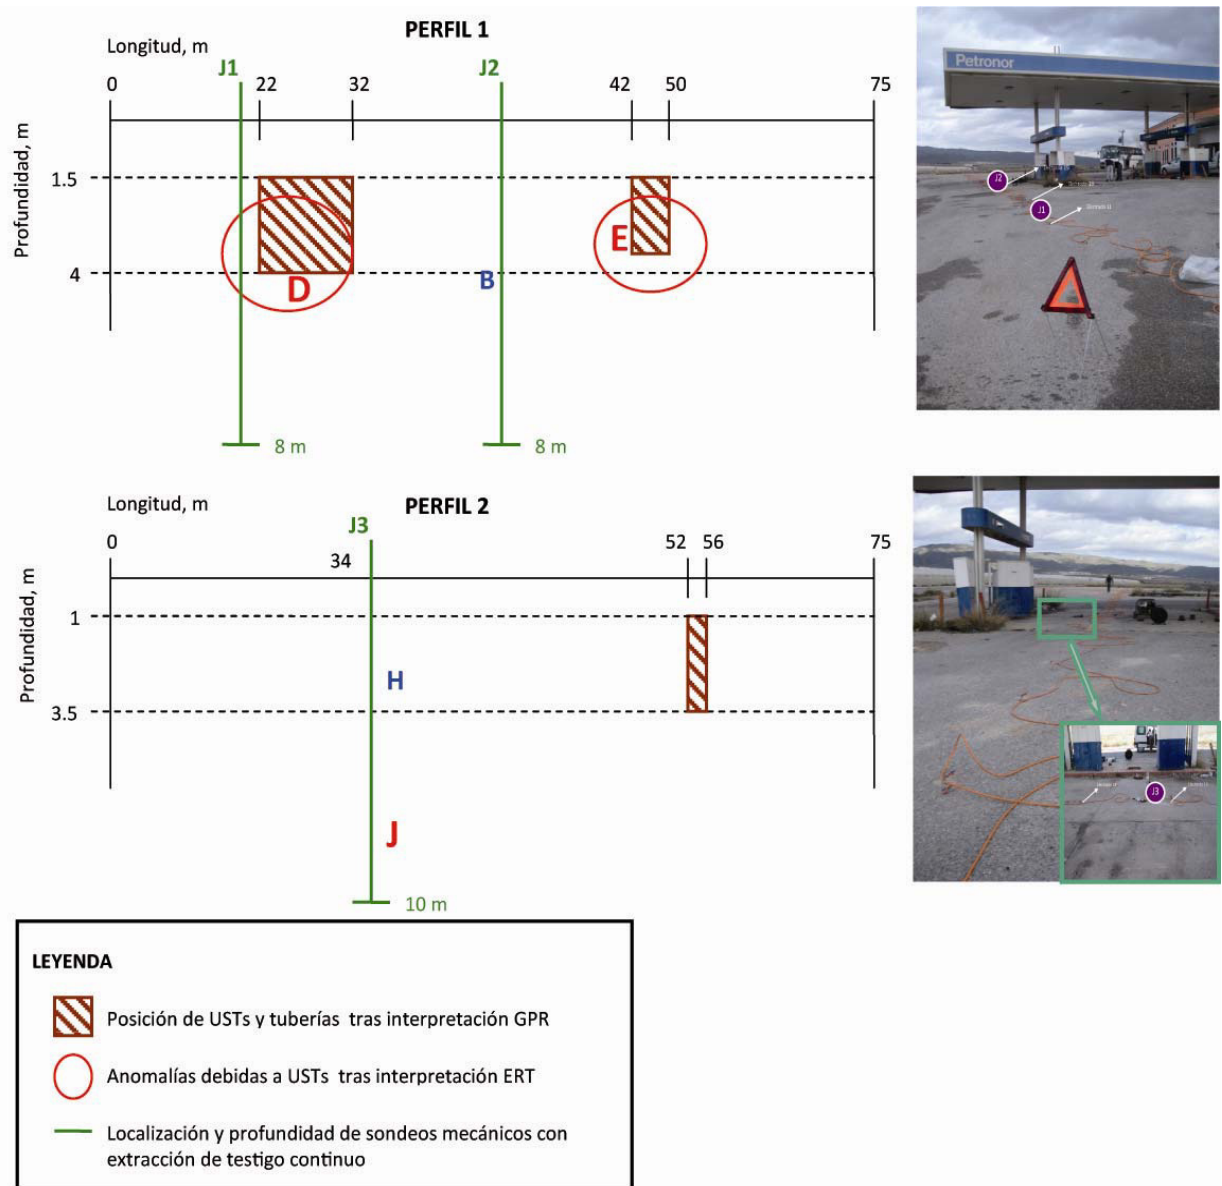 PERFIL 1
Longitud, m
J1
J2
0
22
32
42
50
75
Profundidad, m
1.5
4
D
B
E
8 m
8 m
Petronor
J2
J1
PERFIL 2
Longitud, m
J3
0
34
52
56
75
Profundidad, m
1
3.5
H
J
10 m
J3
LEYENDA
Posición de USTs y tuberías tras interpretación GPR
Anomalías debidas a USTs tras interpretación ERT
Localización y profundidad de sondeos mecánicos con
extracción de testigo continuo